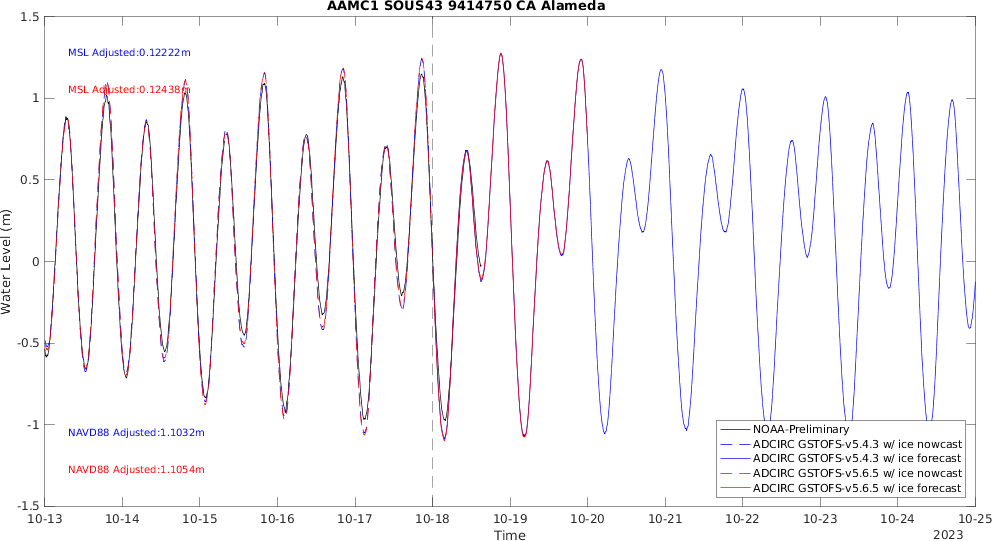 AAMC1 SOUS43 9414750 CA Alameda
1.5
1
0.5
0
-0.5
-1
-1.5
Water Level (m)
MSL Adjusted:0.12222m
MSL Adjusted:0.12438m
NAVD88 Adjusted:1.1032m
NAVD88 Adjusted:1.1054m
NOAA-Preliminary
ADCIRC GSTOFS-v5.4.3 w/ ice nowcast
ADCIRC GSTOFS-v5.4.3 w/ ice forecast
ADCIRC GSTOFS-v5.6.5 w/ ice nowcast
ADCIRC GSTOFS-v5.6.5 w/ ice forecast
10-13 10-14 10-15 10-16 10-17 10-18 10-19 10-20 10-21 10-22 10-23 10-24 10-25
Time
2023